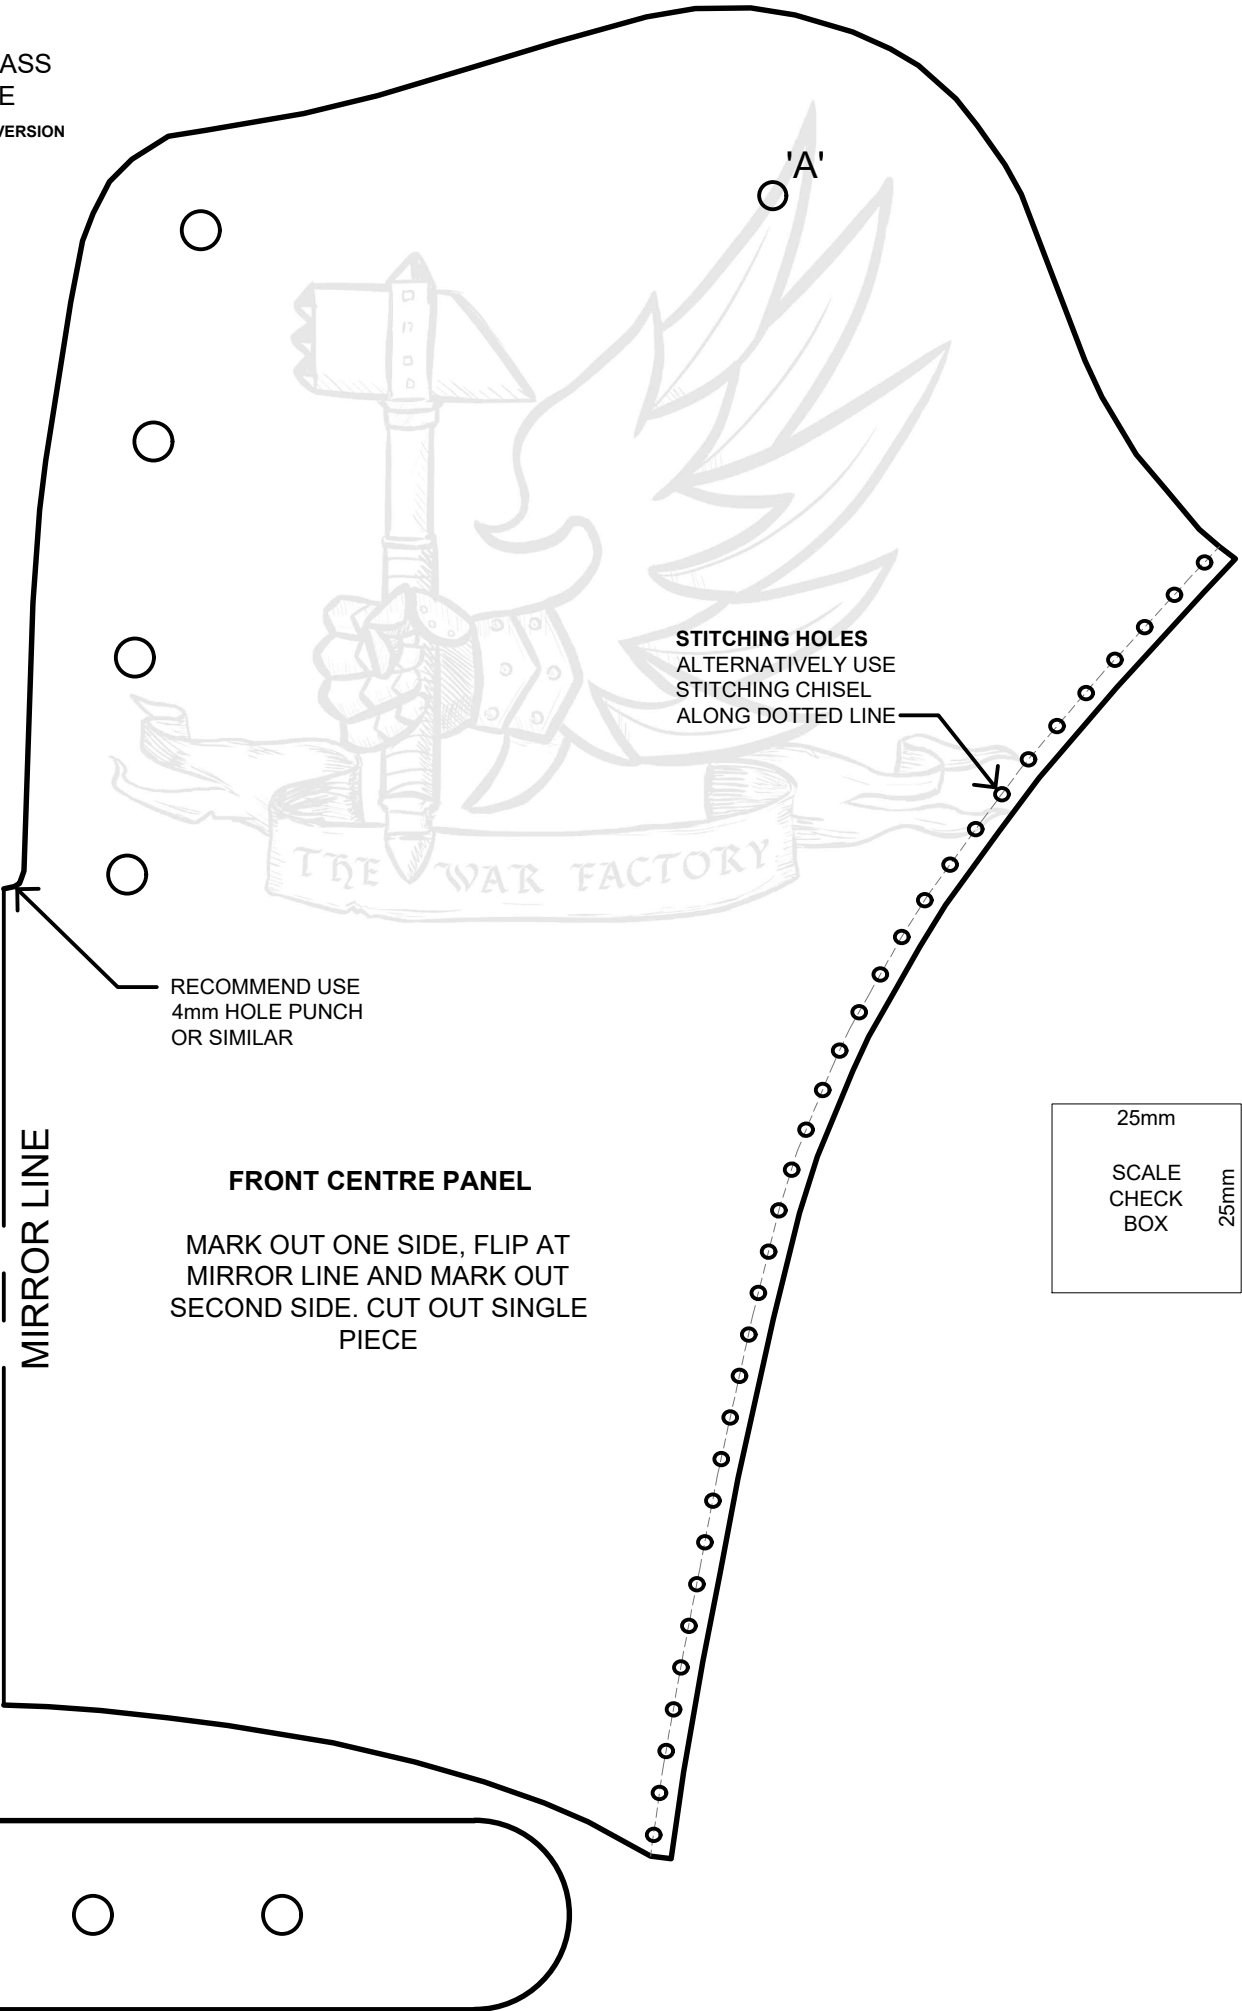 ASS
E
VERSION
'A'
STITCHING HOLES
ALTERNATIVELY USE
STITCHING CHISEL
ALONG DOTTED LINE
THE WAR FACTORY
RECOMMEND USE
4mm HOLE PUNCH
OR SIMILAR
MIRROR LINE
FRONT CENTRE PANEL
MARK OUT ONE SIDE, FLIP AT
MIRROR LINE AND MARK OUT
SECOND SIDE. CUT OUT SINGLE
PIECE
25mm
SCALE
CHECK
BOX
25mm